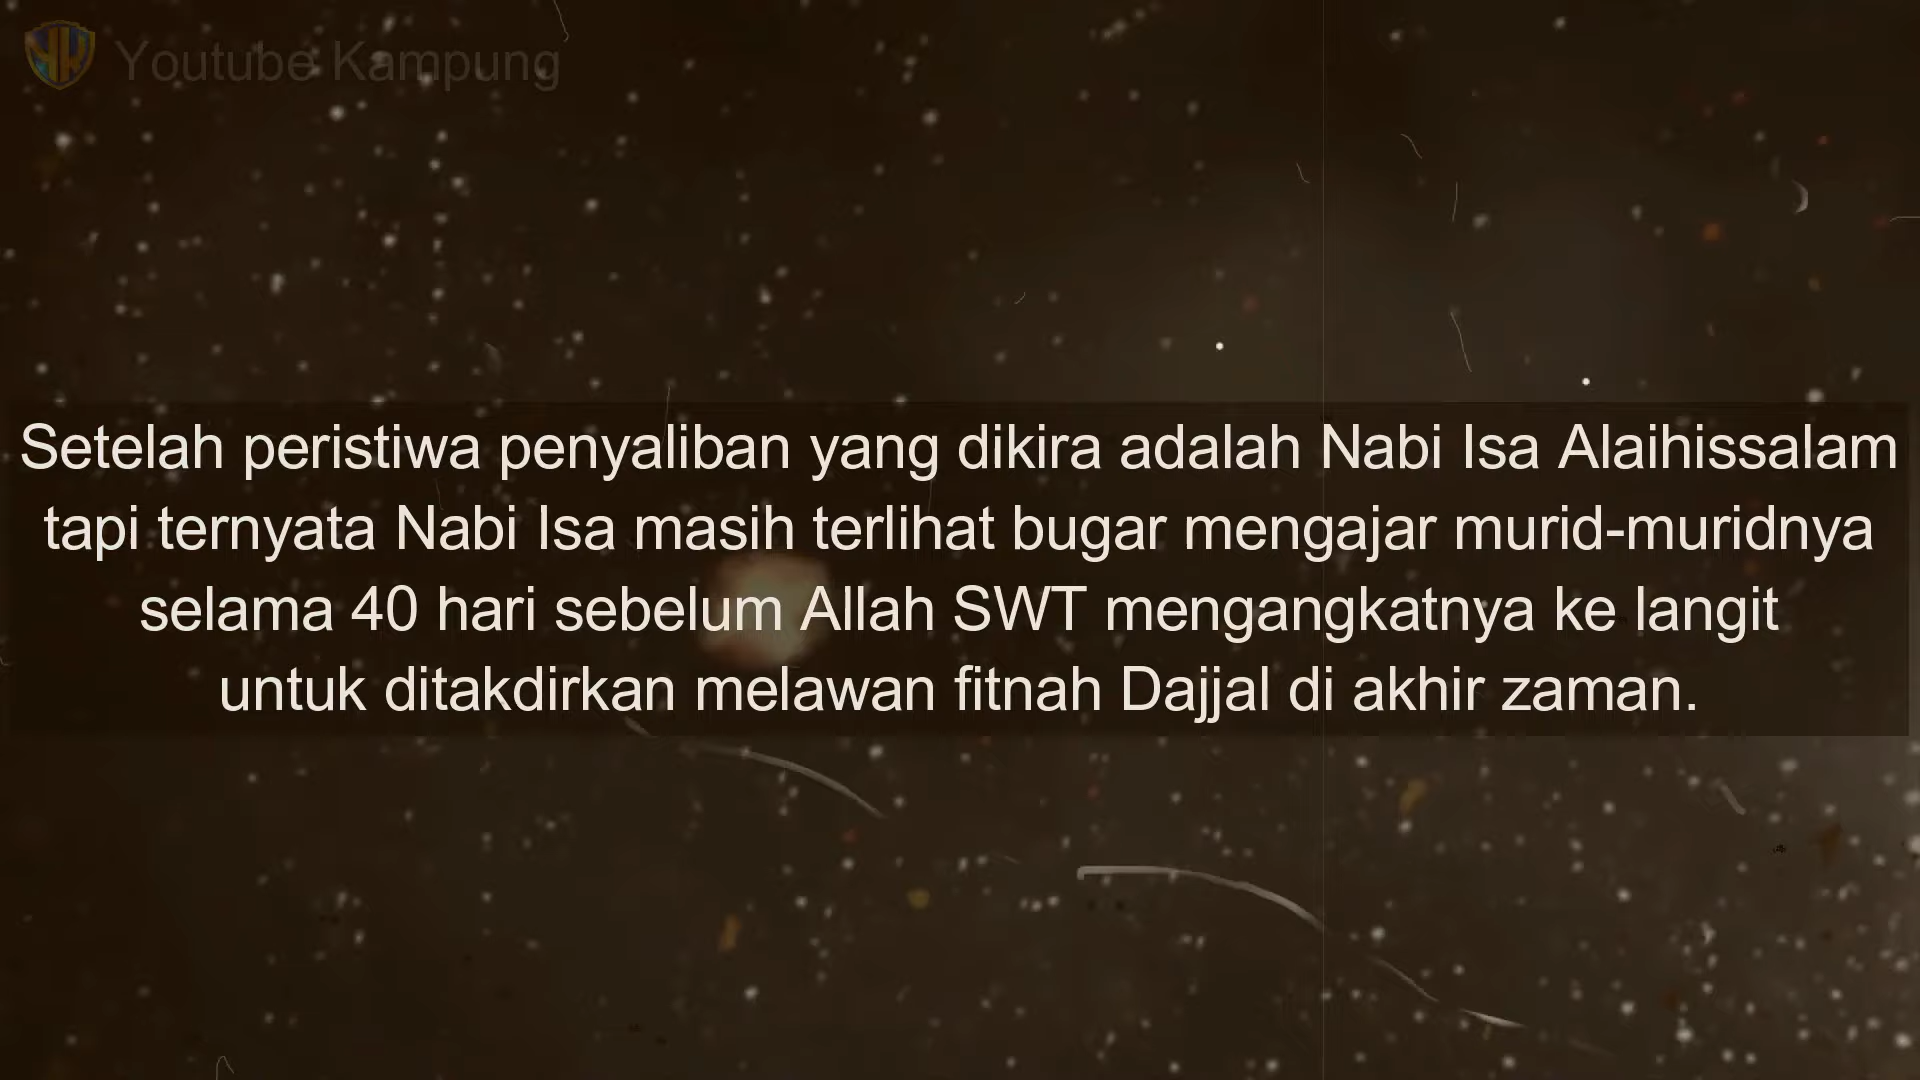 Youtube Kampung
Setelah peristiwa penyaliban yang dikira adalah Nabi Isa Alaihissalam
tapi ternyata Nabi Isa masih terlihat bugar mengajar murid-muridnya
selama 40 hari sebelum Allah SWT mengangkatnya ke langit
untuk ditakdirkan melawan fitnah Dajjal di akhir zaman.